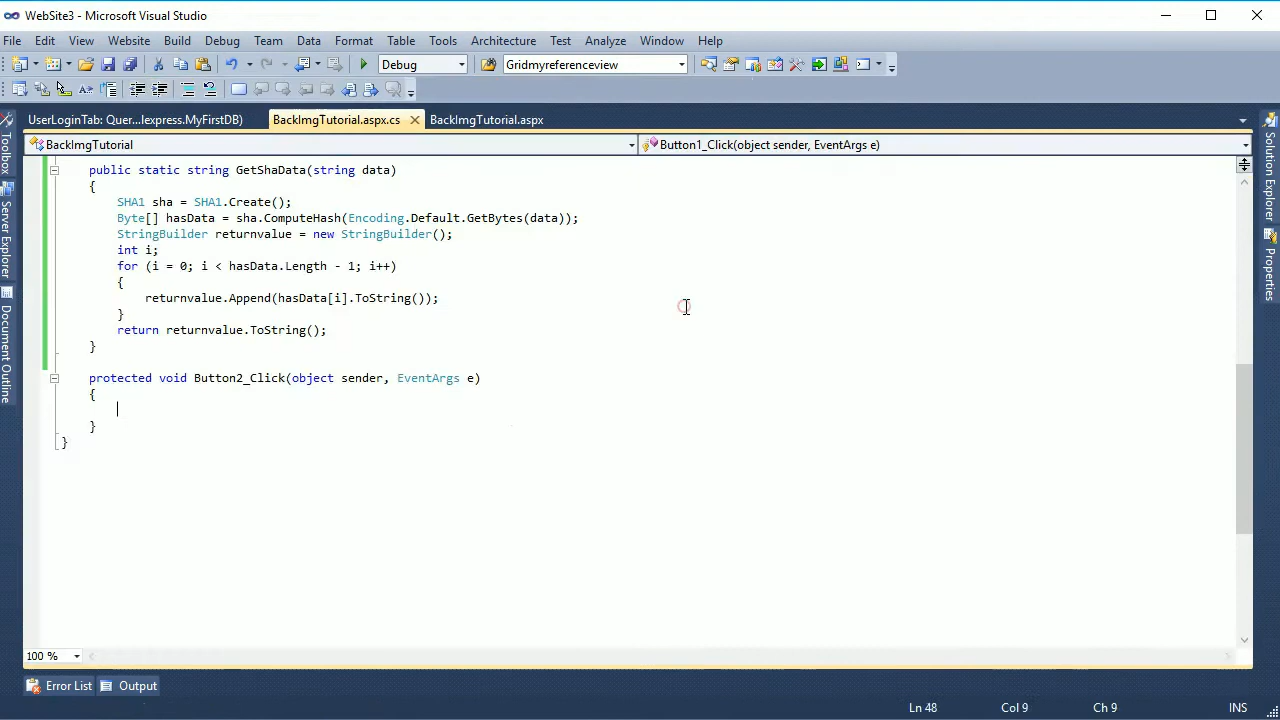 WebSite3 - Microsoft Visual Studio
File Edit View Website Build Debug Team Data Format Table Tools Architecture Test Analyze Window Help
Debug Gridmyreferenceview
UserLoginTab: Quer...lexpress.MyFirstDB) BackImgTutorial.aspx.cs BackImgTutorial.aspx
BackImgTutorial Button1_Click(object sender, EventArgs e)
Toolbox
Server Explorer
Document Outline
public static string GetShaData(string data)
{
SHA1 sha = SHA1.Create();
Byte[] hasData = sha.ComputeHash(Encoding.Default.GetBytes(data));
StringBuilder returnvalue = new StringBuilder();
int i;
for (i = 0; i < hasData.Length - 1; i++)
{
returnvalue.Append(hasData[i].ToString());
}
return returnvalue.ToString();
}
protected void Button2_Click(object sender, EventArgs e)
{
}
}
Solution Explorer
Properties
100 %
Error List Output
Ln 48 Col 9 Ch 9 INS